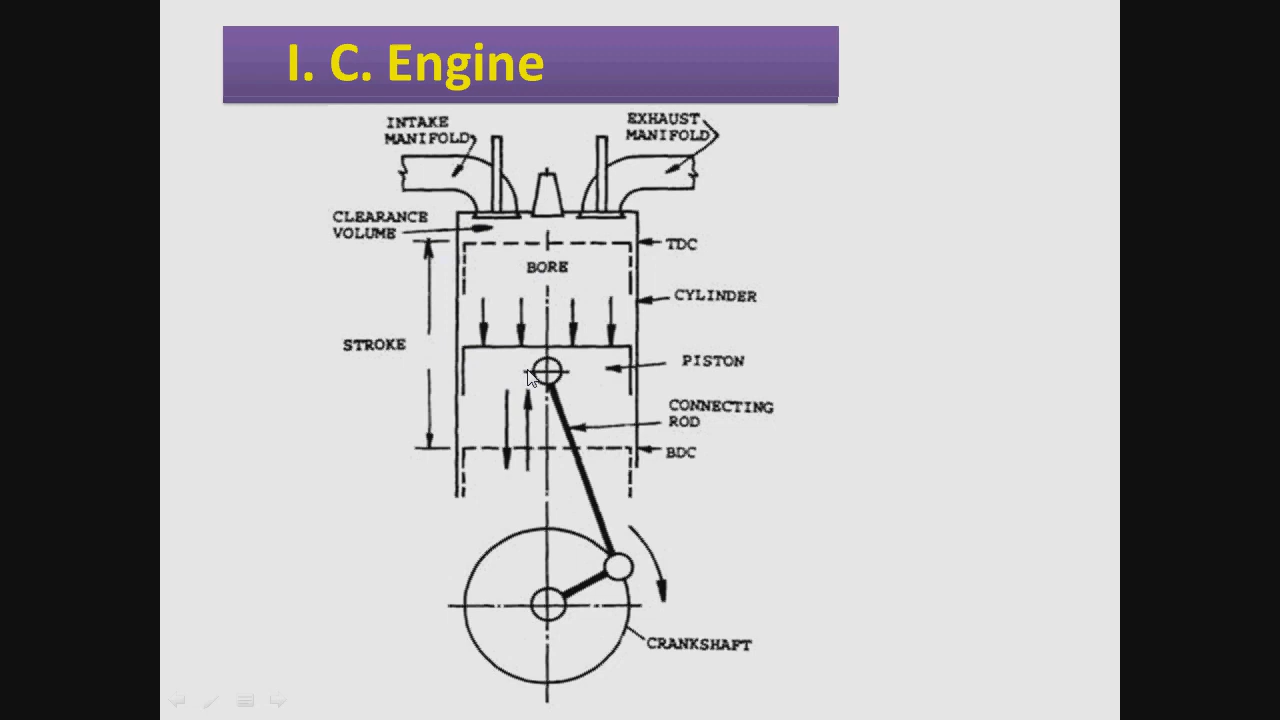 I. C. Engine
INTAKE
MANIFOLD
EXHAUST
MANIFOLD
CLEARANCE
VOLUME
TDC
BORE
CYLINDER
STROKE
PISTON
CONNECTING
ROD
BDC
CRANKSHAFT